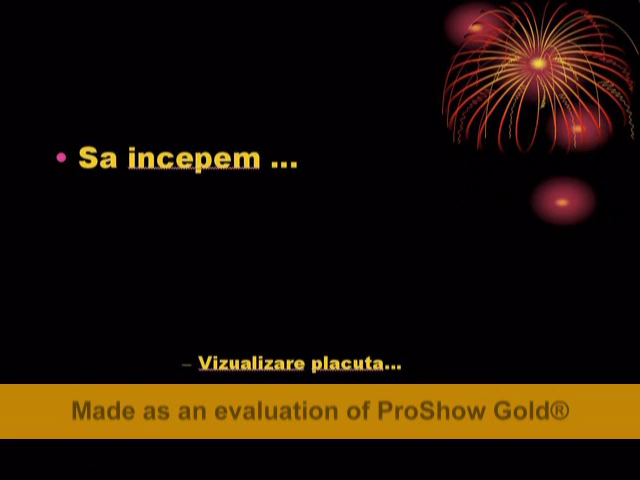 • Sa incepem ...
– Vizualizare placuta...
Made as an evaluation of ProShow Gold®